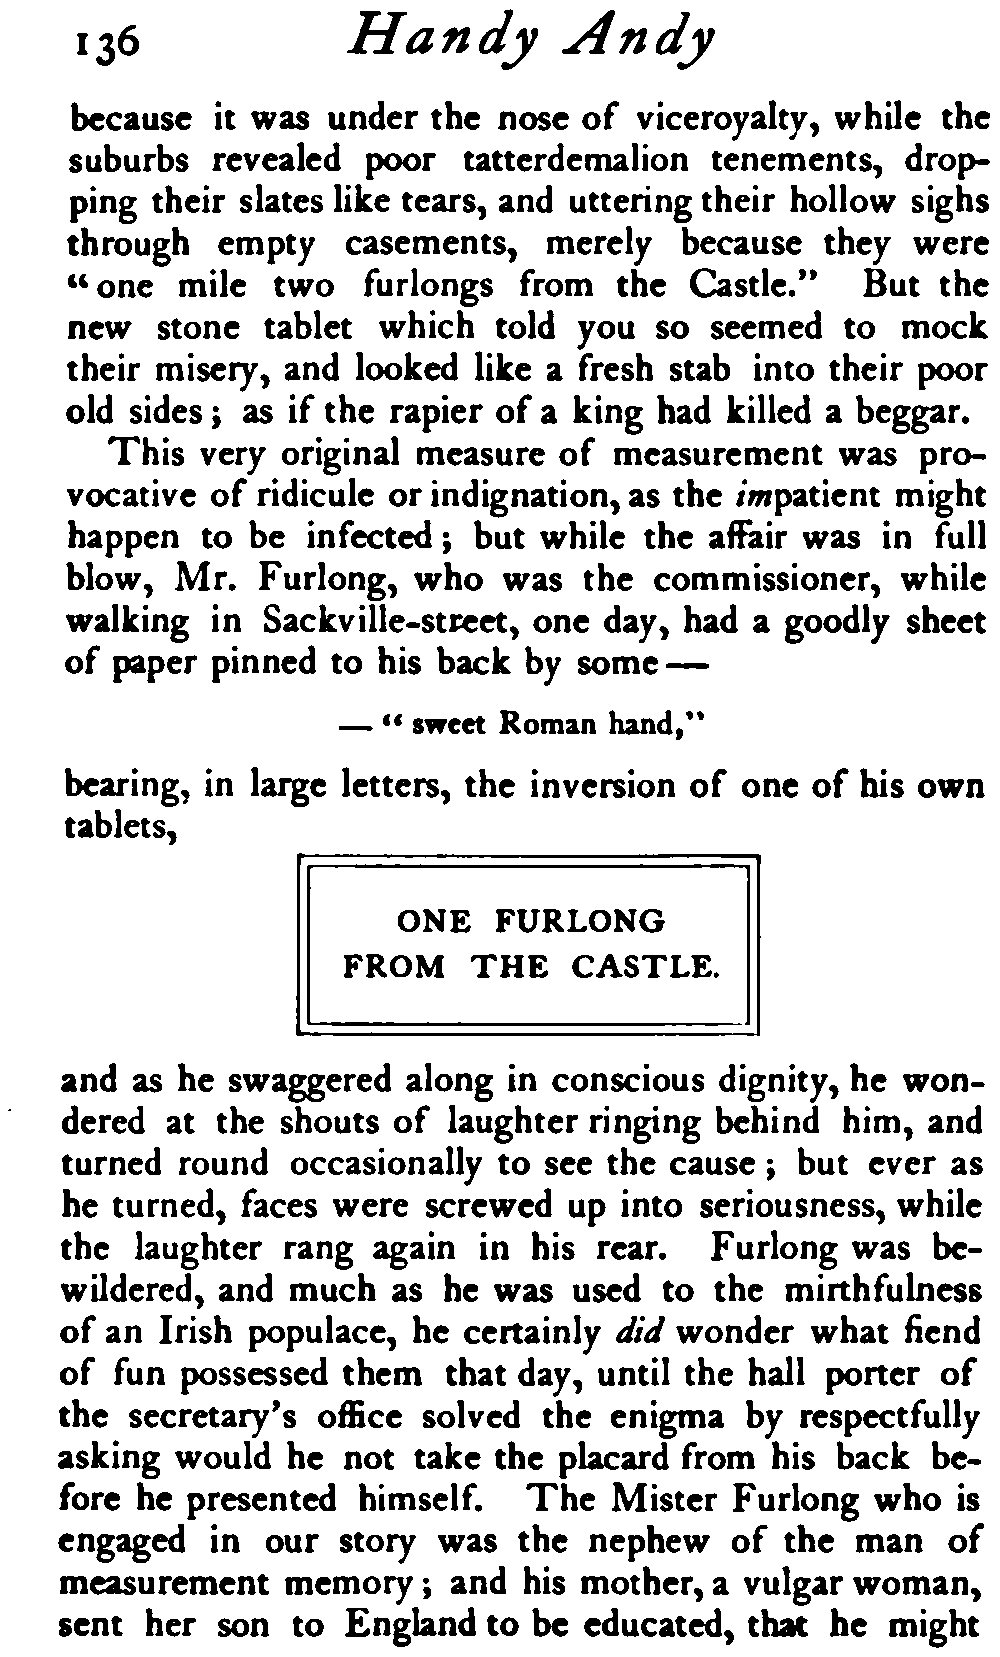 136 Handy Andy
because it was under the nose of viceroyalty, while the
suburbs revealed poor tatterdemalion tenements, drop-
ping their slates like tears, and uttering their hollow sighs
through empty casements, merely because they were
“one mile two furlongs from the Castle.” But the
new stone tablet which told you so seemed to mock
their misery, and looked like a fresh stab into their poor
old sides; as if the rapier of a king had killed a beggar.
This very original measure of measurement was pro-
vocative of ridicule or indignation, as the impatient might
happen to be infected; but while the affair was in full
blow, Mr. Furlong, who was the commissioner, while
walking in Sackville-street, one day, had a goodly sheet
of paper pinned to his back by some—
— “sweet Roman hand,”
bearing, in large letters, the inversion of one of his own
tablets,
ONE FURLONG
FROM THE CASTLE.
and as he swaggered along in conscious dignity, he won-
dered at the shouts of laughter ringing behind him, and
turned round occasionally to see the cause; but ever as
he turned, faces were screwed up into seriousness, while
the laughter rang again in his rear. Furlong was be-
wildered, and much as he was used to the mirthfulness
of an Irish populace, he certainly did wonder what fiend
of fun possessed them that day, until the hall porter of
the secretary’s office solved the enigma by respectfully
asking would he not take the placard from his back be-
fore he presented himself. The Mister Furlong who is
engaged in our story was the nephew of the man of
measurement memory; and his mother, a vulgar woman,
sent her son to England to be educated, that he might